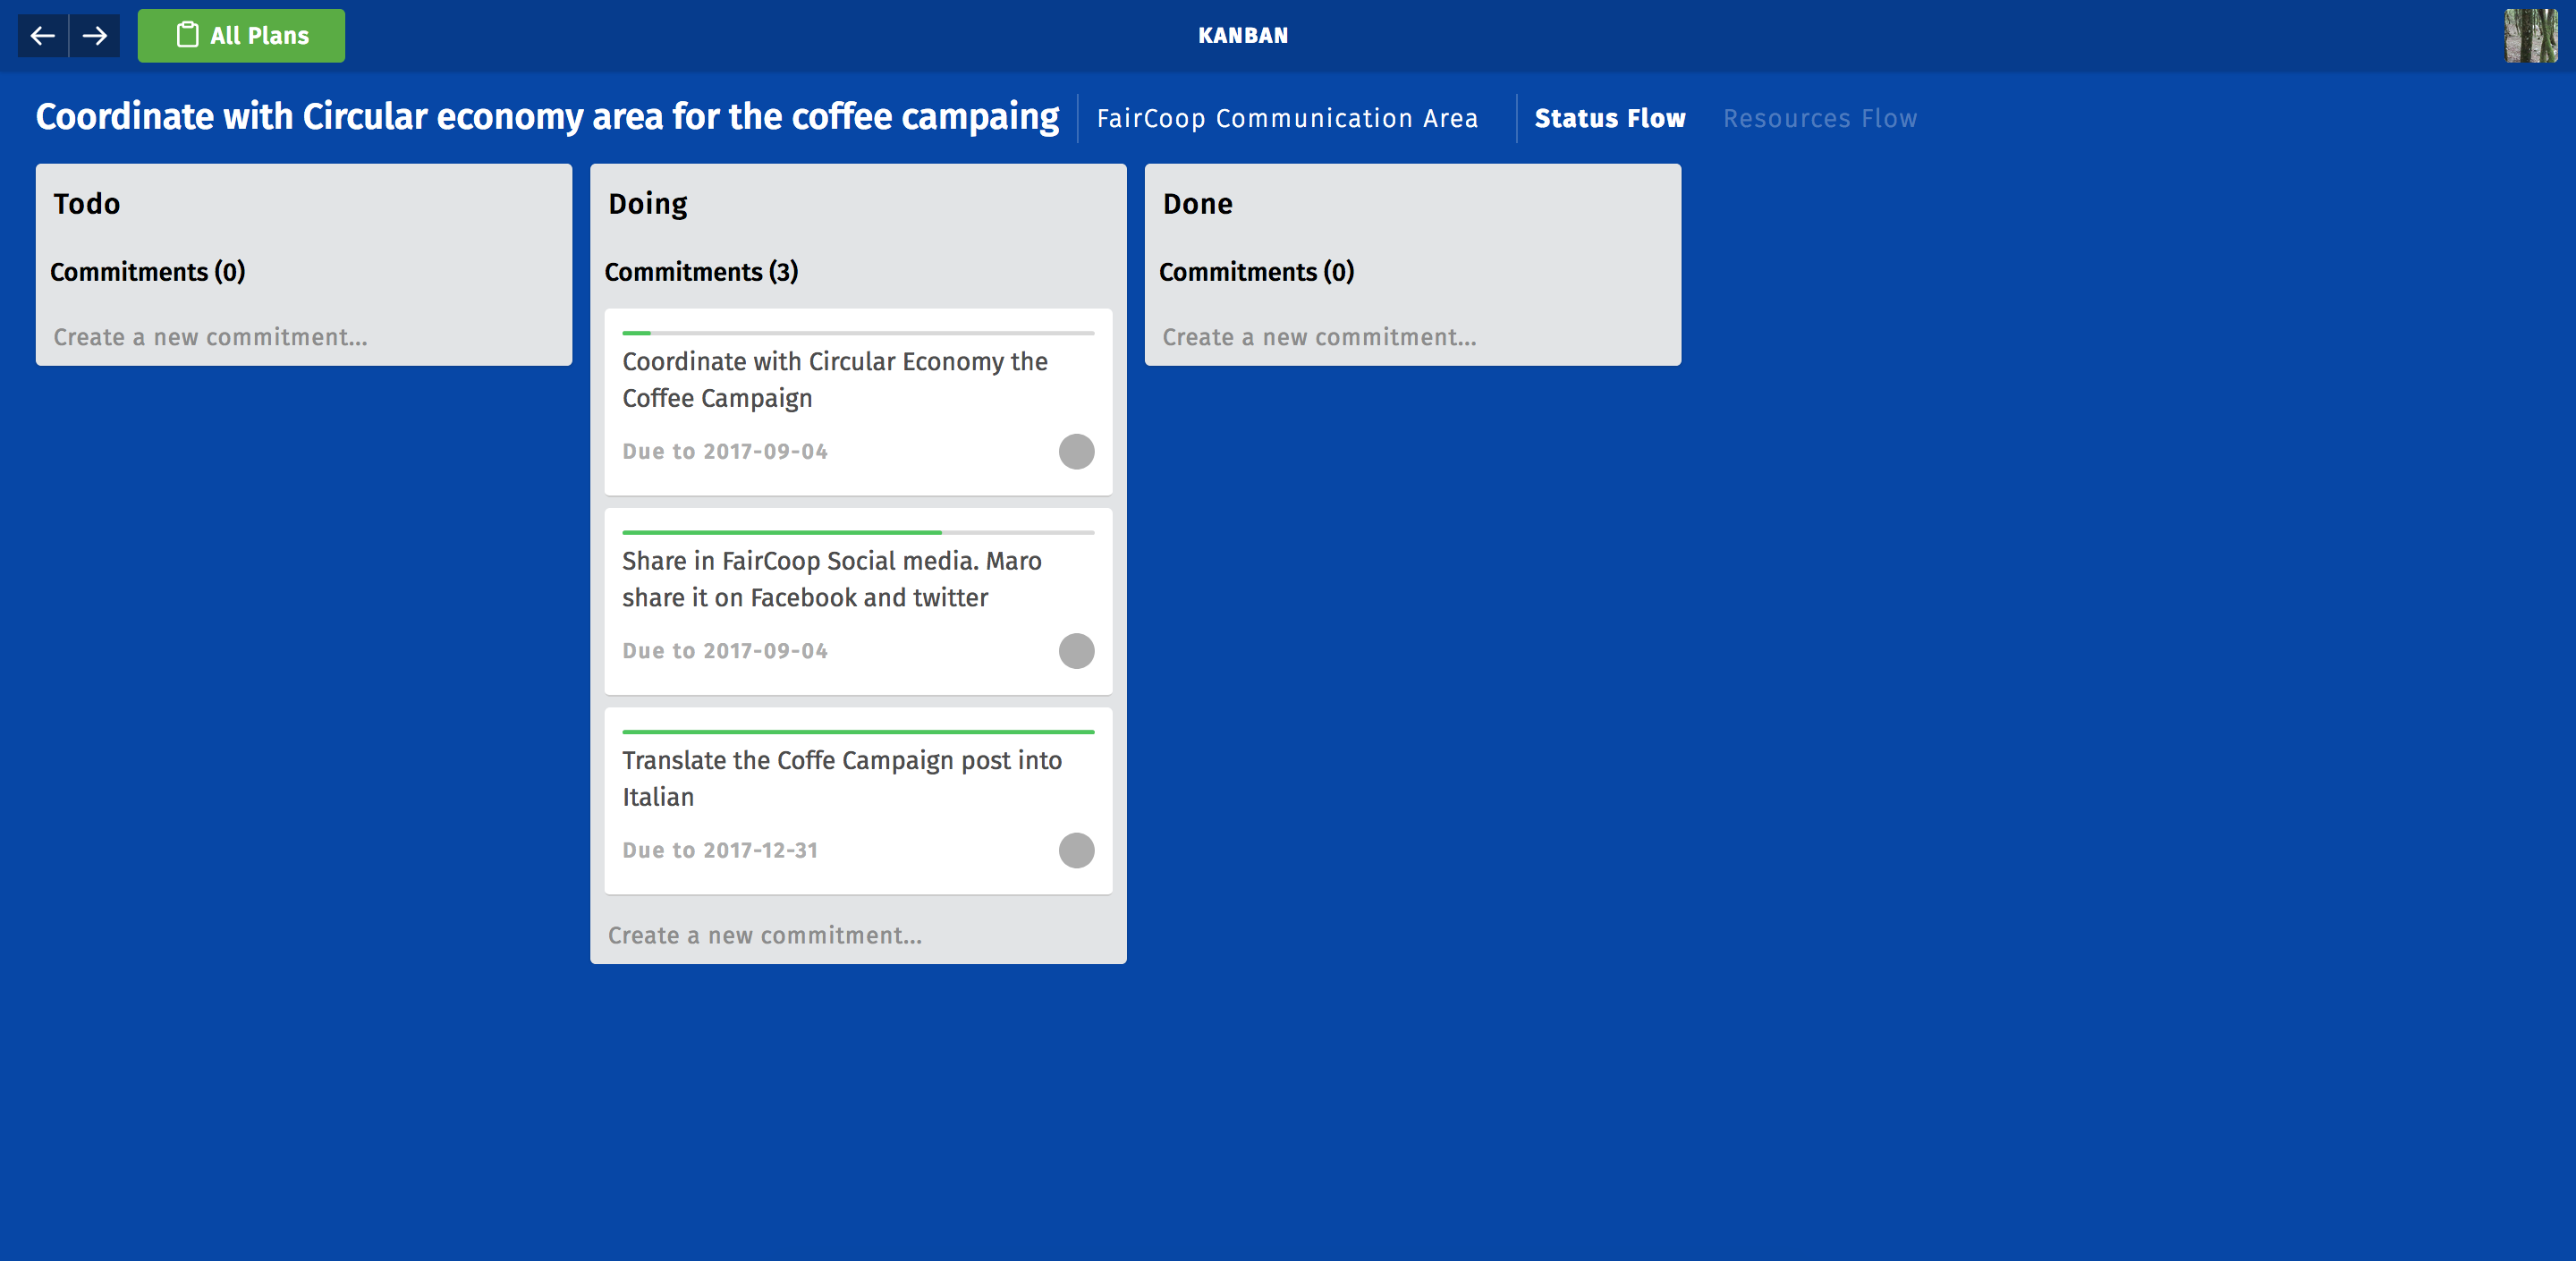 All Plans
KANBAN
Coordinate with Circular economy area for the coffee campaing
FairCoop Communication Area
Status Flow
Resources Flow
Todo
Commitments (0)
Create a new commitment...
Doing
Commitments (3)
Coordinate with Circular Economy the
Coffee Campaign
Due to 2017-09-04
Share in FairCoop Social media. Maro
share it on Facebook and twitter
Due to 2017-09-04
Translate the Coffe Campaign post into
Italian
Due to 2017-12-31
Create a new commitment...
Done
Commitments (0)
Create a new commitment...